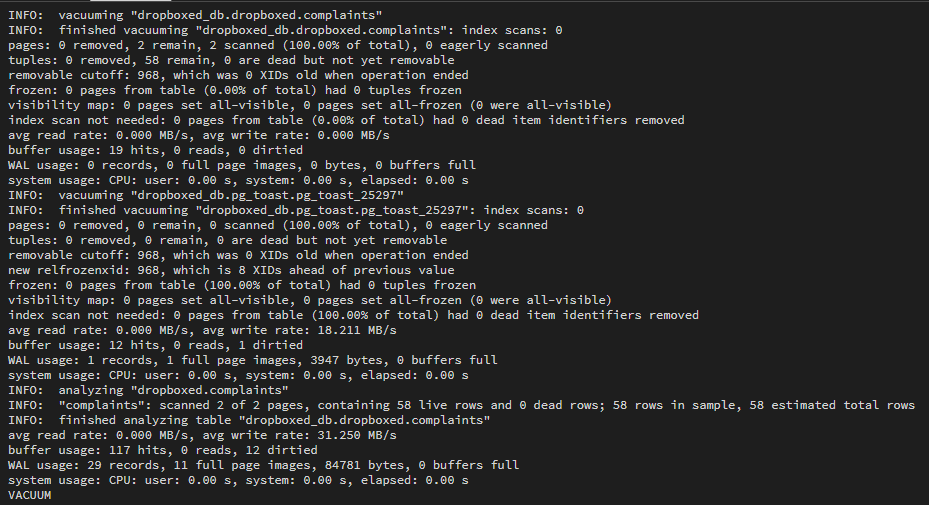 INFO:  vacuuming "dropboxed_db.dropboxed.complaints"
INFO:  finished vacuuming "dropboxed_db.dropboxed.complaints": index scans: 0
pages: 0 removed, 2 remain, 2 scanned (100.00% of total), 0 eagerly scanned
tuples: 0 removed, 58 remain, 0 are dead but not yet removable
removable cutoff: 968, which was 0 XIDs old when operation ended
frozen: 0 pages from table (0.00% of total) had 0 tuples frozen
visibility map: 0 pages set all-visible, 0 pages set all-frozen (0 were all-visible)
index scan not needed: 0 pages from table (0.00% of total) had 0 dead item identifiers removed
avg read rate: 0.000 MB/s, avg write rate: 0.000 MB/s
buffer usage: 19 hits, 0 reads, 0 dirtied
WAL usage: 0 records, 0 full page images, 0 bytes, 0 buffers full
system usage: CPU: user: 0.00 s, system: 0.00 s, elapsed: 0.00 s
INFO:  vacuuming "dropboxed_db.pg_toast.pg_toast_25297"
INFO:  finished vacuuming "dropboxed_db.pg_toast.pg_toast_25297": index scans: 0
pages: 0 removed, 0 remain, 0 scanned (100.00% of total), 0 eagerly scanned
tuples: 0 removed, 0 remain, 0 are dead but not yet removable
removable cutoff: 968, which was 0 XIDs old when operation ended
new relfrozenxid: 968, which is 8 XIDs ahead of previous value
frozen: 0 pages from table (100.00% of total) had 0 tuples frozen
visibility map: 0 pages set all-visible, 0 pages set all-frozen (0 were all-visible)
index scan not needed: 0 pages from table (100.00% of total) had 0 dead item identifiers removed
avg read rate: 0.000 MB/s, avg write rate: 18.211 MB/s
buffer usage: 12 hits, 0 reads, 1 dirtied
WAL usage: 1 records, 1 full page images, 3947 bytes, 0 buffers full
system usage: CPU: user: 0.00 s, system: 0.00 s, elapsed: 0.00 s
INFO:  analyzing "dropboxed.complaints"
INFO:  "complaints": scanned 2 of 2 pages, containing 58 live rows and 0 dead rows; 58 rows in sample, 58 estimated total rows
INFO:  finished analyzing table "dropboxed_db.dropboxed.complaints"
avg read rate: 0.000 MB/s, avg write rate: 31.250 MB/s
buffer usage: 117 hits, 0 reads, 12 dirtied
WAL usage: 29 records, 11 full page images, 84781 bytes, 0 buffers full
system usage: CPU: user: 0.00 s, system: 0.00 s, elapsed: 0.00 s
VACUUM